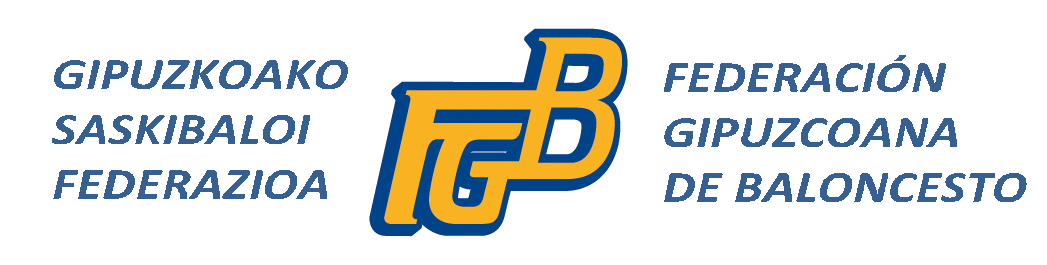 GIPUZKOAKO
SASKIBALOI
FEDERAZIOA
FGB
FEDERACIÓN
GIPUZCOANA
DE BALONCESTO